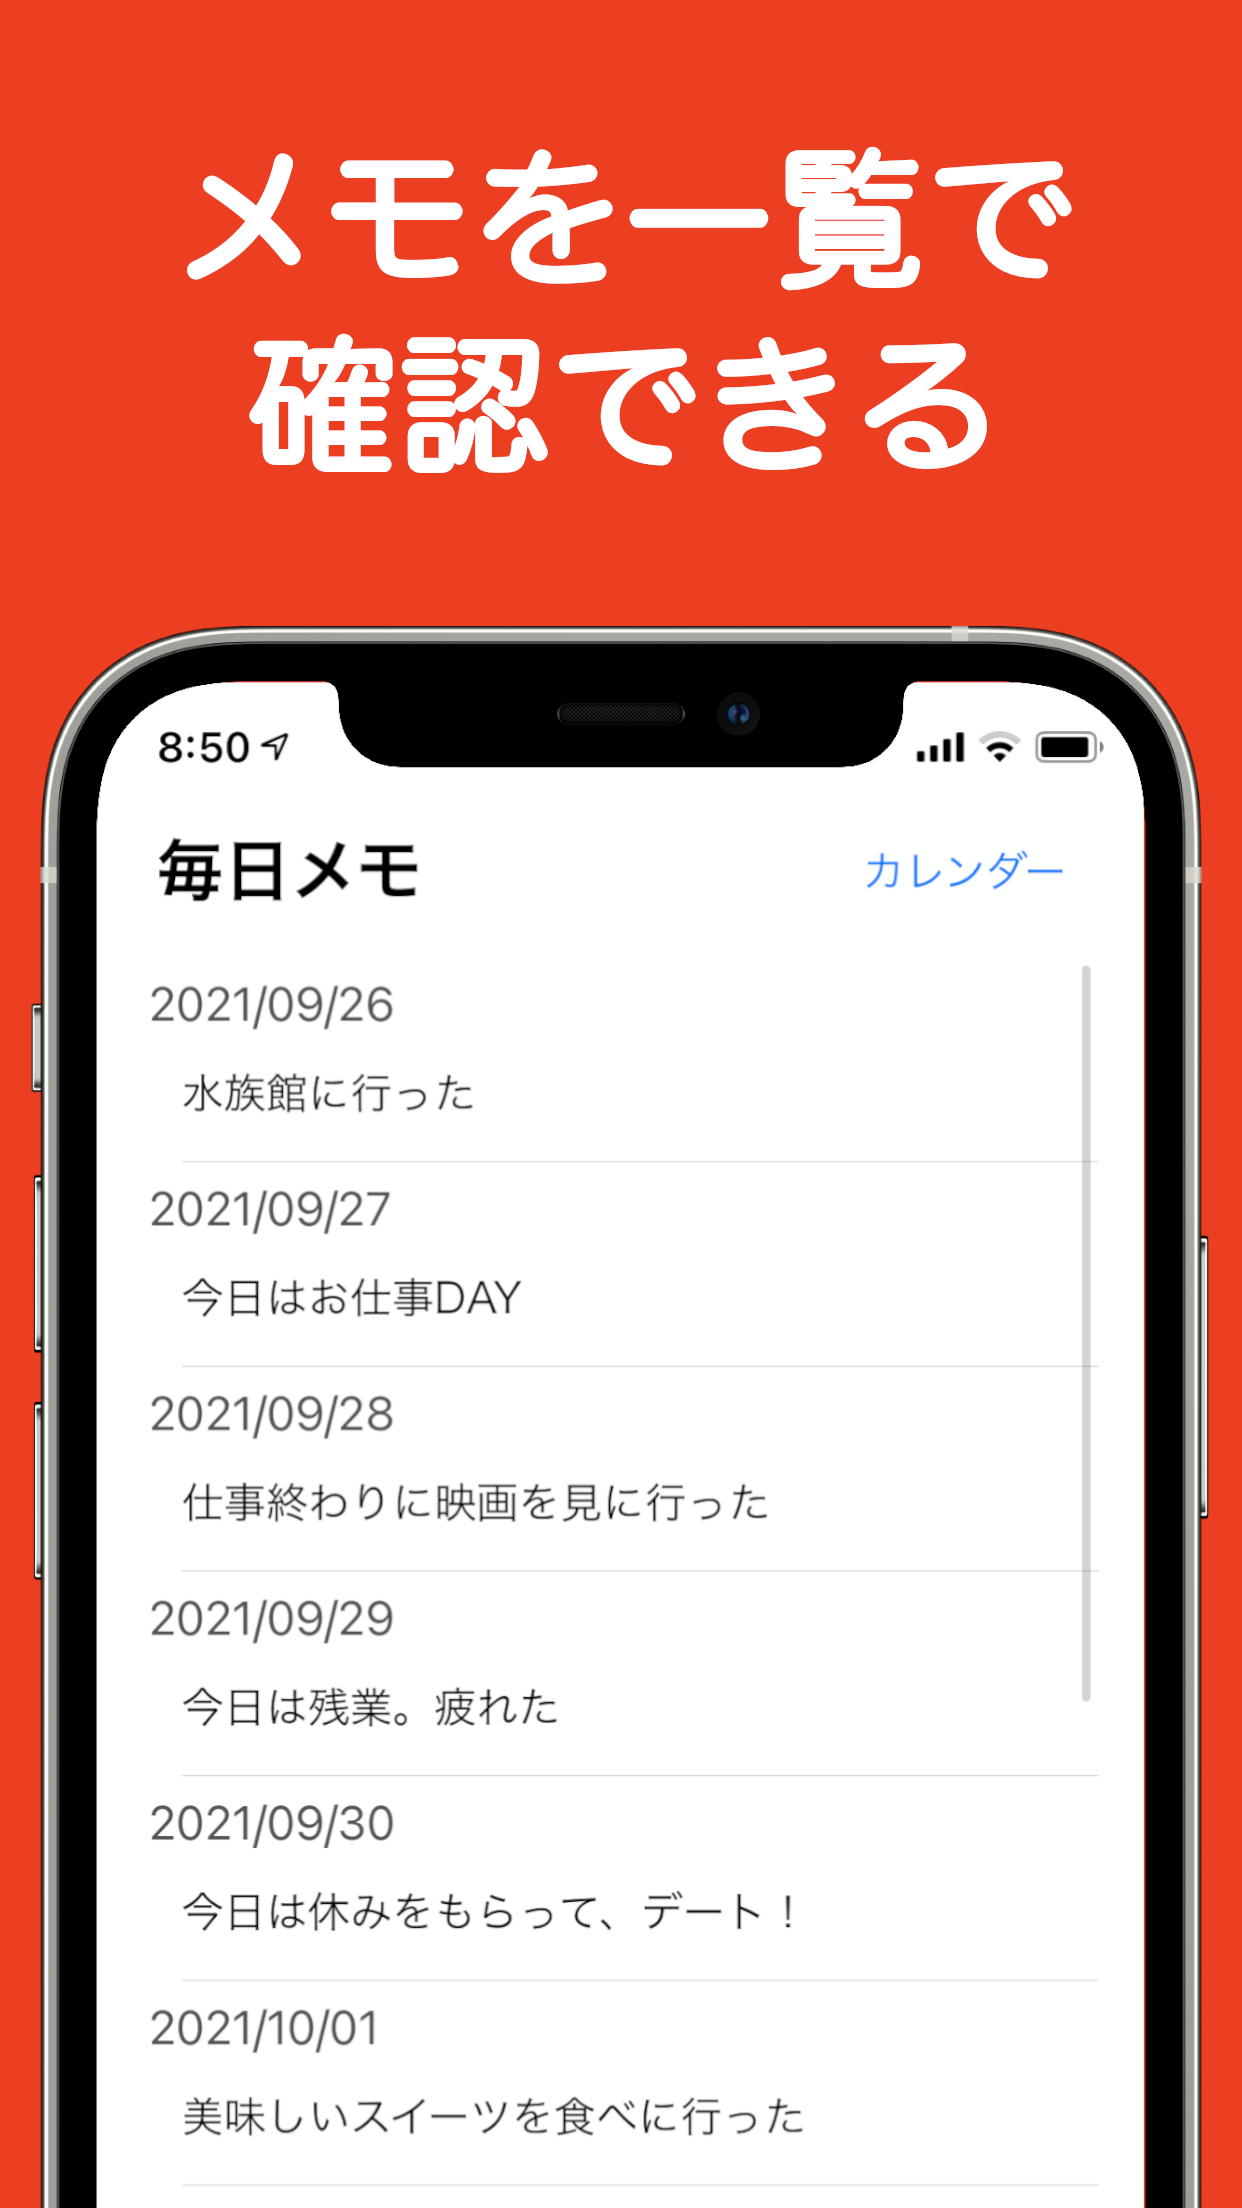 メモを一覧で
確認できる
8:50
毎日メモ
カレンダー
2021/09/26
水族館に行った
2021/09/27
今日はお仕事DAY
2021/09/28
仕事終わりに映画を見に行った
2021/09/29
今日は残業。疲れた
2021/09/30
今日は休みをもらって、デート！
2021/10/01
美味しいスイーツを食べに行った